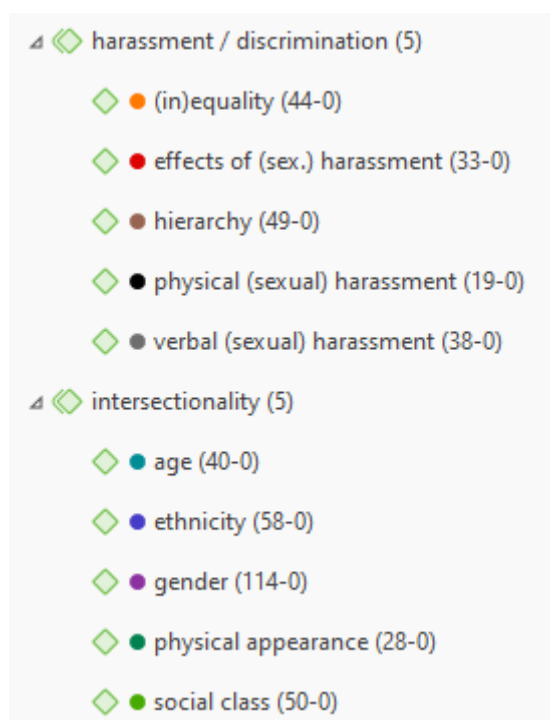 harassment / discrimination (5)
(in)equality (44-0)
effects of (sex.) harassment (33-0)
hierarchy (49-0)
physical (sexual) harassment (19-0)
verbal (sexual) harassment (38-0)
intersectionality (5)
age (40-0)
ethnicity (58-0)
gender (114-0)
physical appearance (28-0)
social class (50-0)